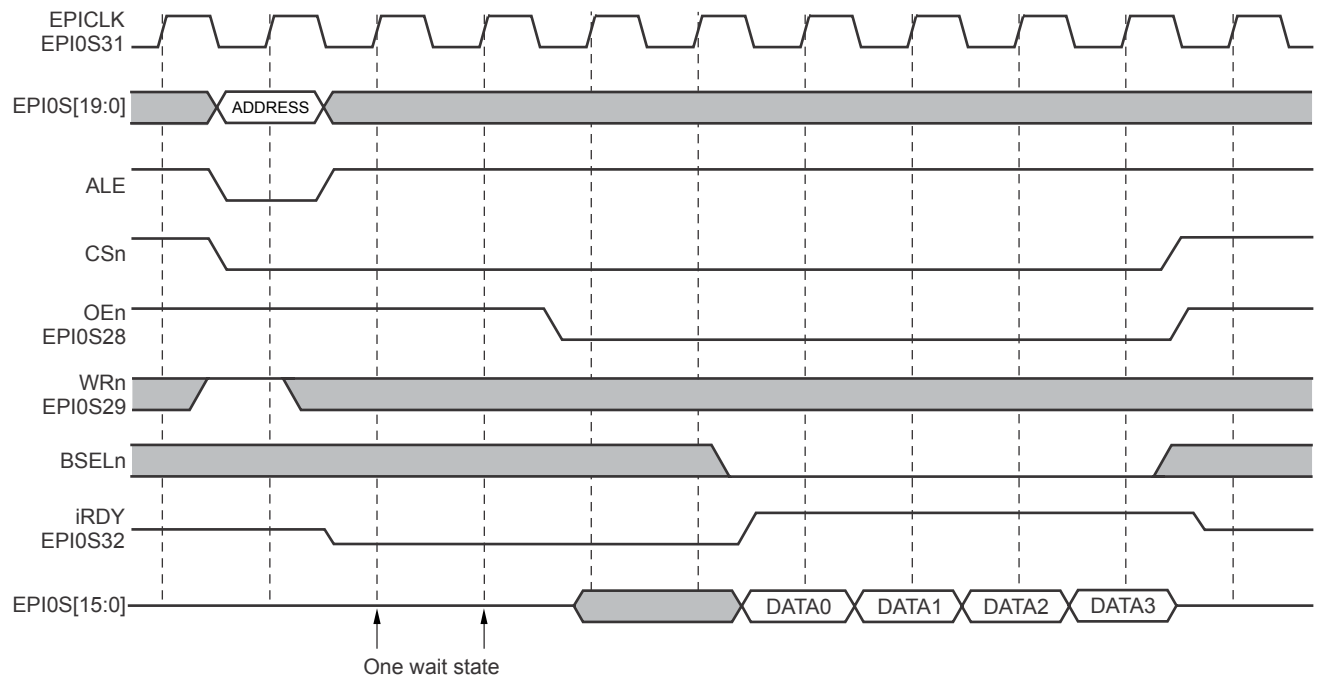 EPICLK
EPI0S31
EPI0S[19:0]
ADDRESS
ALE
CSn
OEn
EPI0S28
WRn
EPI0S29
BSELn
iRDY
EPI0S32
EPI0S[15:0]
DATA0 DATA1 DATA2 DATA3
One wait state